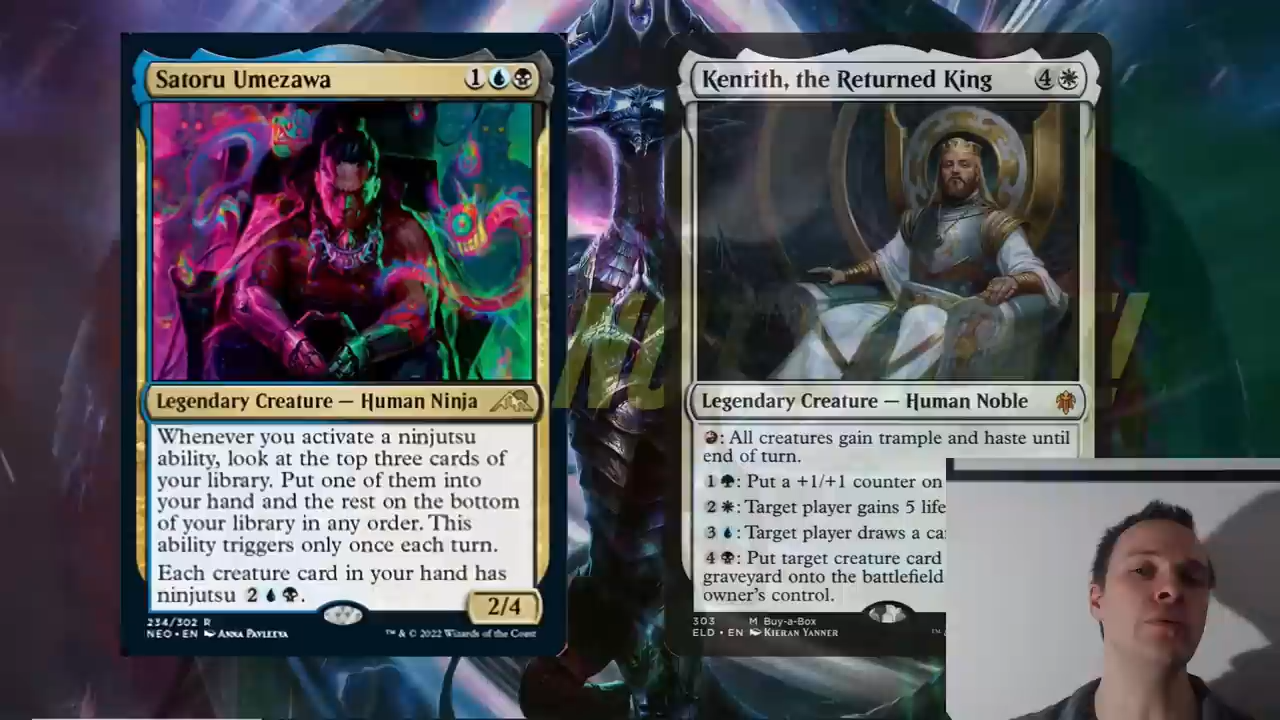 Satoru Umezawa 1
Legendary Creature — Human Ninja
Whenever you activate a ninjutsu
ability, look at the top three cards of
your library. Put one of them into
your hand and the rest on the bottom
of your library in any order. This
ability triggers only once each turn.
Each creature card in your hand has
ninjutsu 2 .
2/4
234/302 R
NEO • EN Anna Pavleeva
™ & © 2022 Wizards of the Coast
Kenrith, the Returned King 4
Legendary Creature — Human Noble
: All creatures gain trample and haste until
end of turn.
1 : Put a +1/+1 counter on
2 : Target player gains 5 life
3 : Target player draws a ca
4 : Put target creature card
graveyard onto the battlefield
owner's control.
303 M Buy-a-Box
ELD • EN Kieran Yanner
™